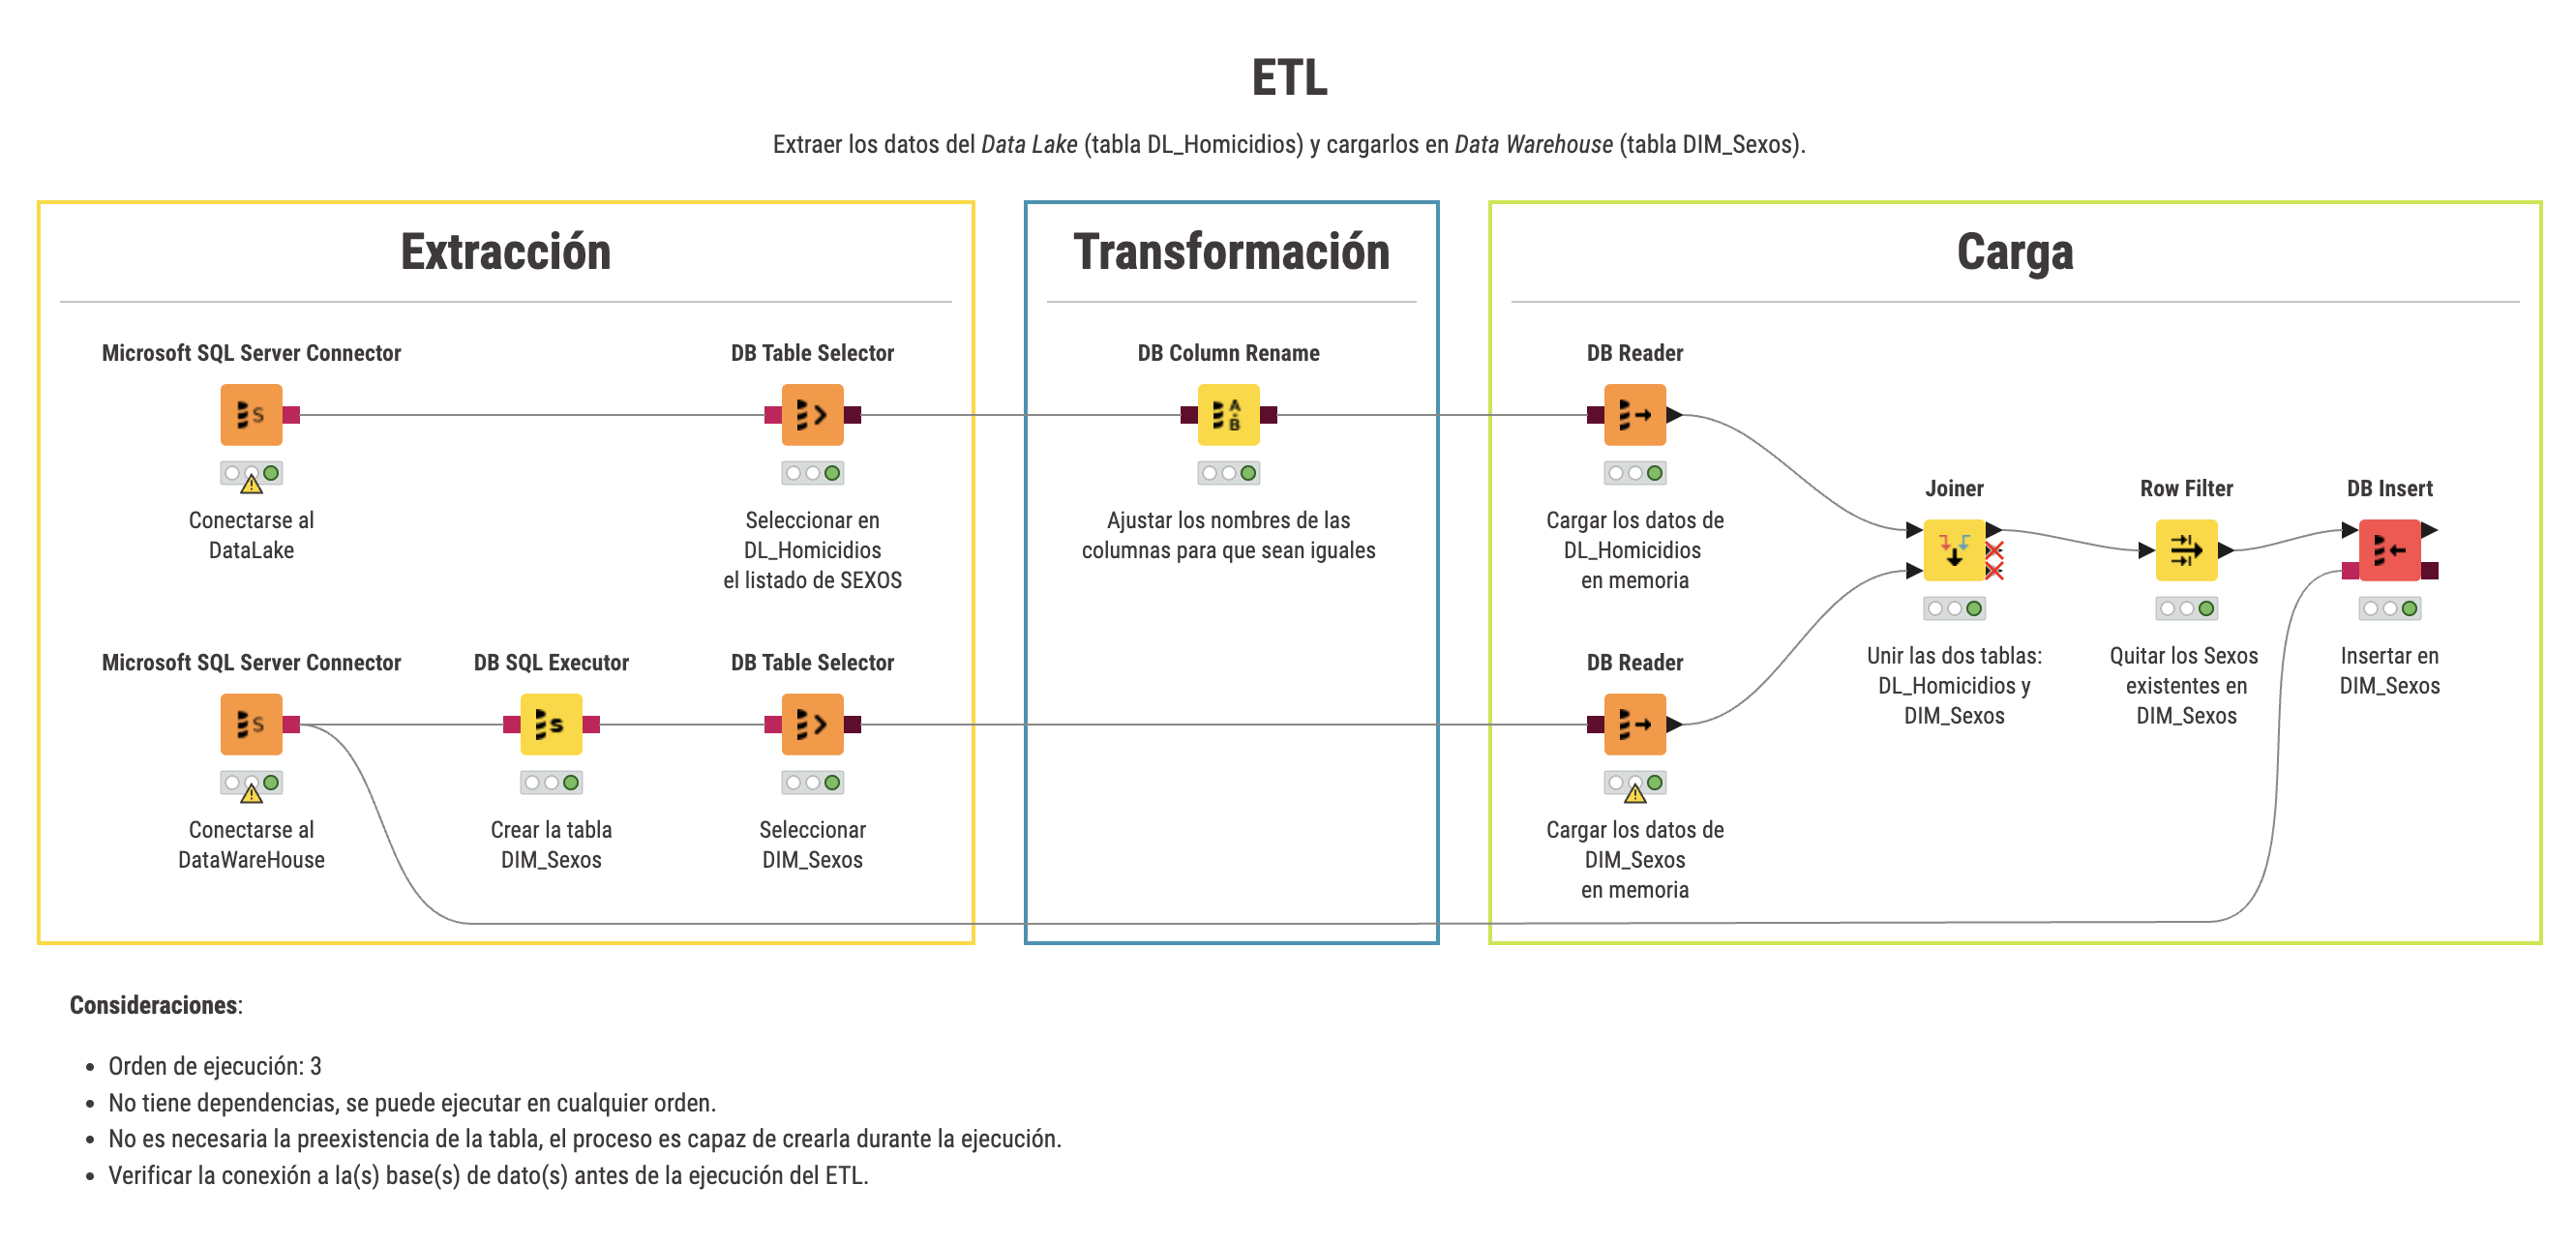 ETL
Extraer los datos del Data Lake (tabla DL_Homicidios) y cargarlos en Data Warehouse (tabla DIM_Sexos).
Extracción
Transformación
Carga
Microsoft SQL Server Connector
DB Table Selector
DB Column Rename
DB Reader
S
A
B
Conectarse al
DataLake
Seleccionar en
DL_Homicidios
el listado de SEXOS
Ajustar los nombres de las
columnas para que sean iguales
Cargar los datos de
DL_Homicidios
en memoria
Joiner
Row Filter
DB Insert
Unir las dos tablas:
DL_Homicidios y
DIM_Sexos
Quitar los Sexos
existentes en
DIM_Sexos
Insertar en
DIM_Sexos
Microsoft SQL Server Connector
DB SQL Executor
DB Table Selector
DB Reader
S
s
Conectarse al
DataWareHouse
Crear la tabla
DIM_Sexos
Seleccionar
DIM_Sexos
Cargar los datos de
DIM_Sexos
en memoria
Consideraciones:
• Orden de ejecución: 3
• No tiene dependencias, se puede ejecutar en cualquier orden.
• No es necesaria la preexistencia de la tabla, el proceso es capaz de crearla durante la ejecución.
• Verificar la conexión a la(s) base(s) de dato(s) antes de la ejecución del ETL.